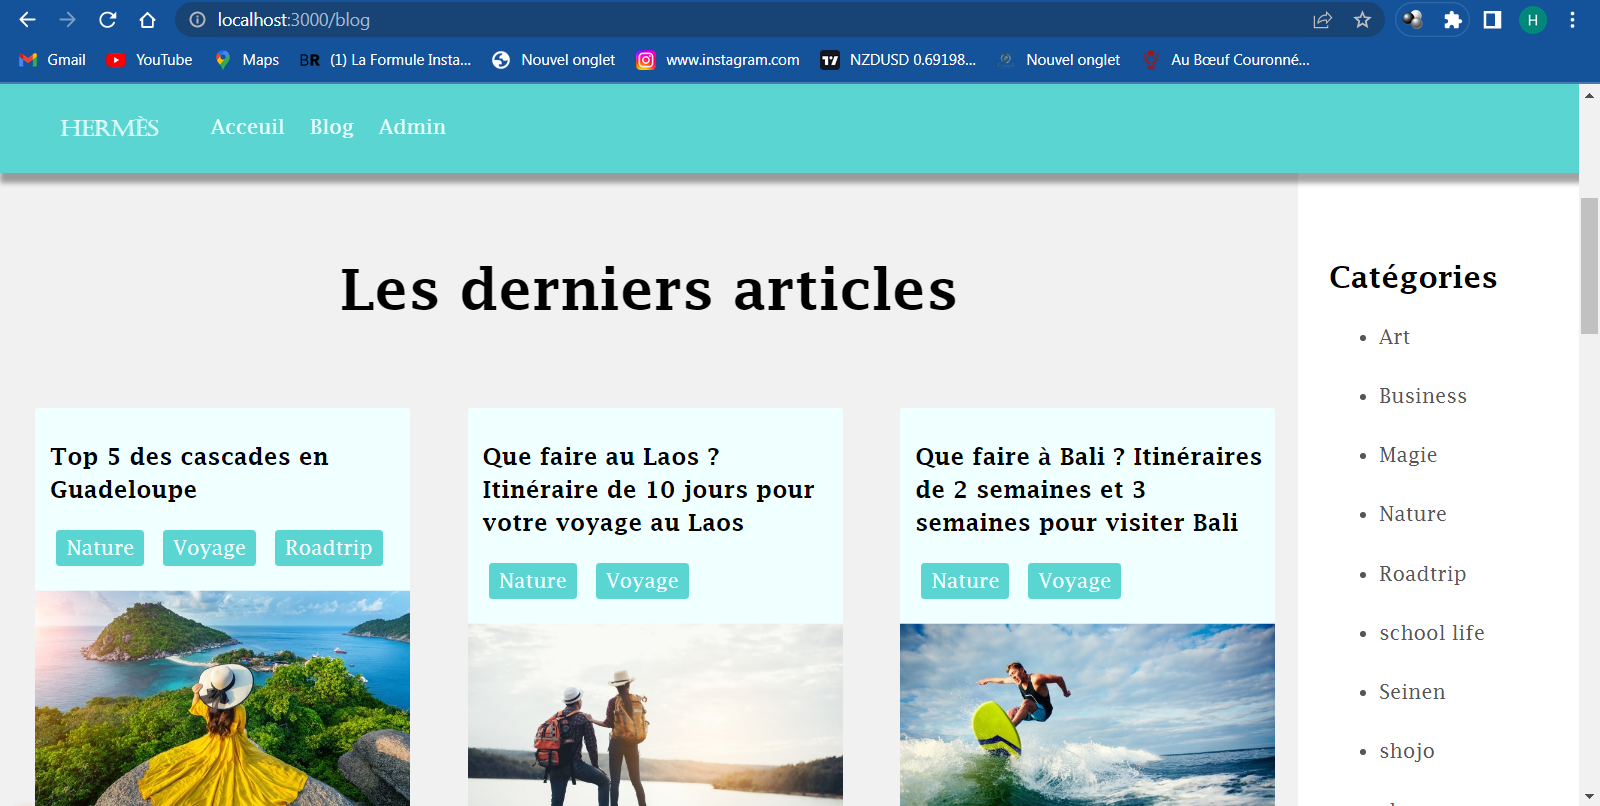 localhost:3000/blog
H
Gmail
YouTube
Maps
BR
(1) La Formule Insta...
Nouvel onglet
www.instagram.com
NZDUSD 0.69198...
Nouvel onglet
Au Bœuf Couronné...
HERMÈS
Acceuil
Blog
Admin
Les derniers articles
Top 5 des cascades en
Guadeloupe
Nature
Voyage
Roadtrip
Que faire au Laos ?
Itinéraire de 10 jours pour
votre voyage au Laos
Nature
Voyage
Que faire à Bali ? Itinéraires
de 2 semaines et 3
semaines pour visiter Bali
Nature
Voyage
Catégories
Art
Business
Magie
Nature
Roadtrip
school life
Seinen
shojo